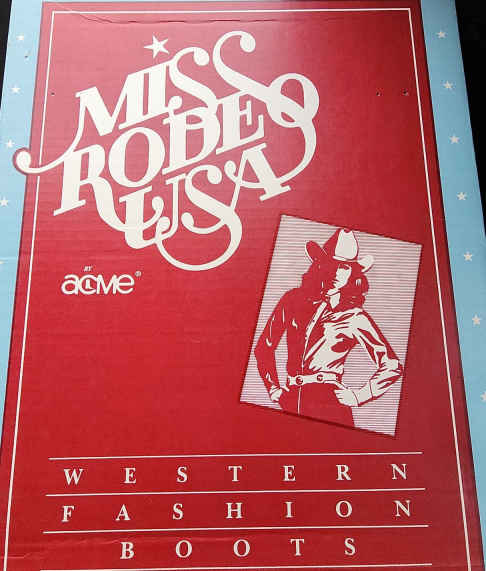 MISS
RODEO
USA
BY
acme®
WESTERN
FASHION
BOOTS